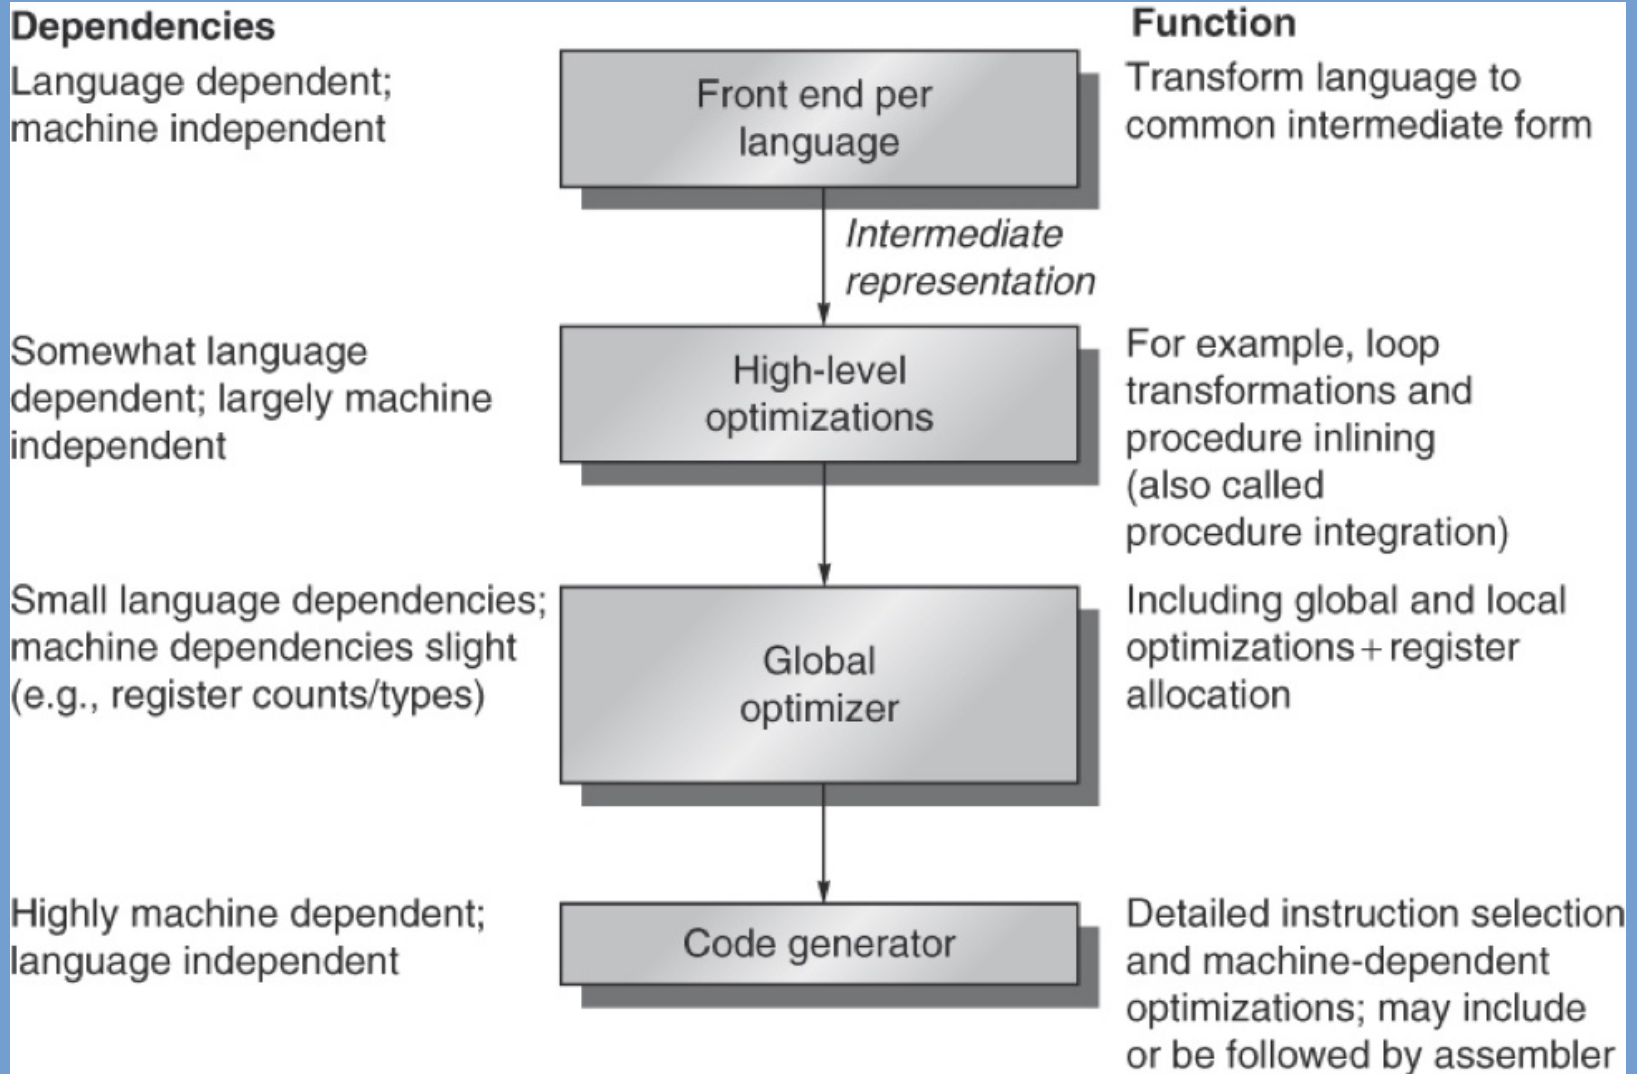 Dependencies
Function
Language dependent;
machine independent
Front end per
language
Transform language to
common intermediate form
Intermediate
representation
Somewhat language
dependent; largely machine
independent
High-level
optimizations
For example, loop
transformations and
procedure inlining
(also called
procedure integration)
Small language dependencies;
machine dependencies slight
(e.g., register counts/types)
Global
optimizer
Including global and local
optimizations + register
allocation
Highly machine dependent;
language independent
Code generator
Detailed instruction selection
and machine-dependent
optimizations; may include
or be followed by assembler